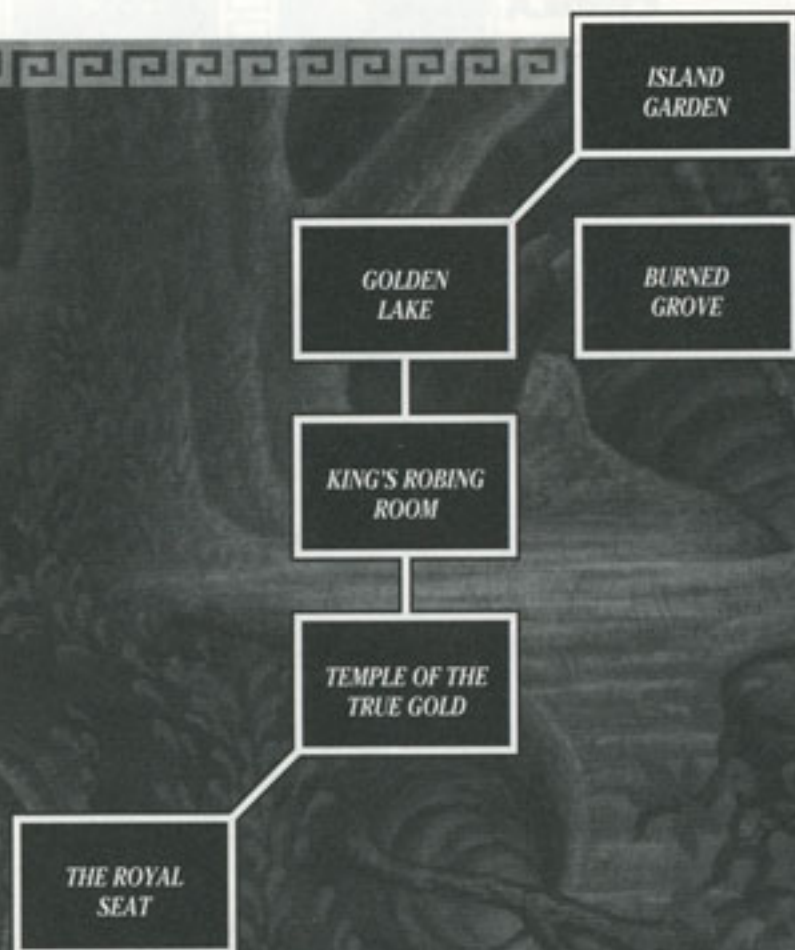 ISLAND
GARDEN
GOLDEN
LAKE
BURNED
GROVE
KING'S ROBING
ROOM
TEMPLE OF THE
TRUE GOLD
THE ROYAL
SEAT